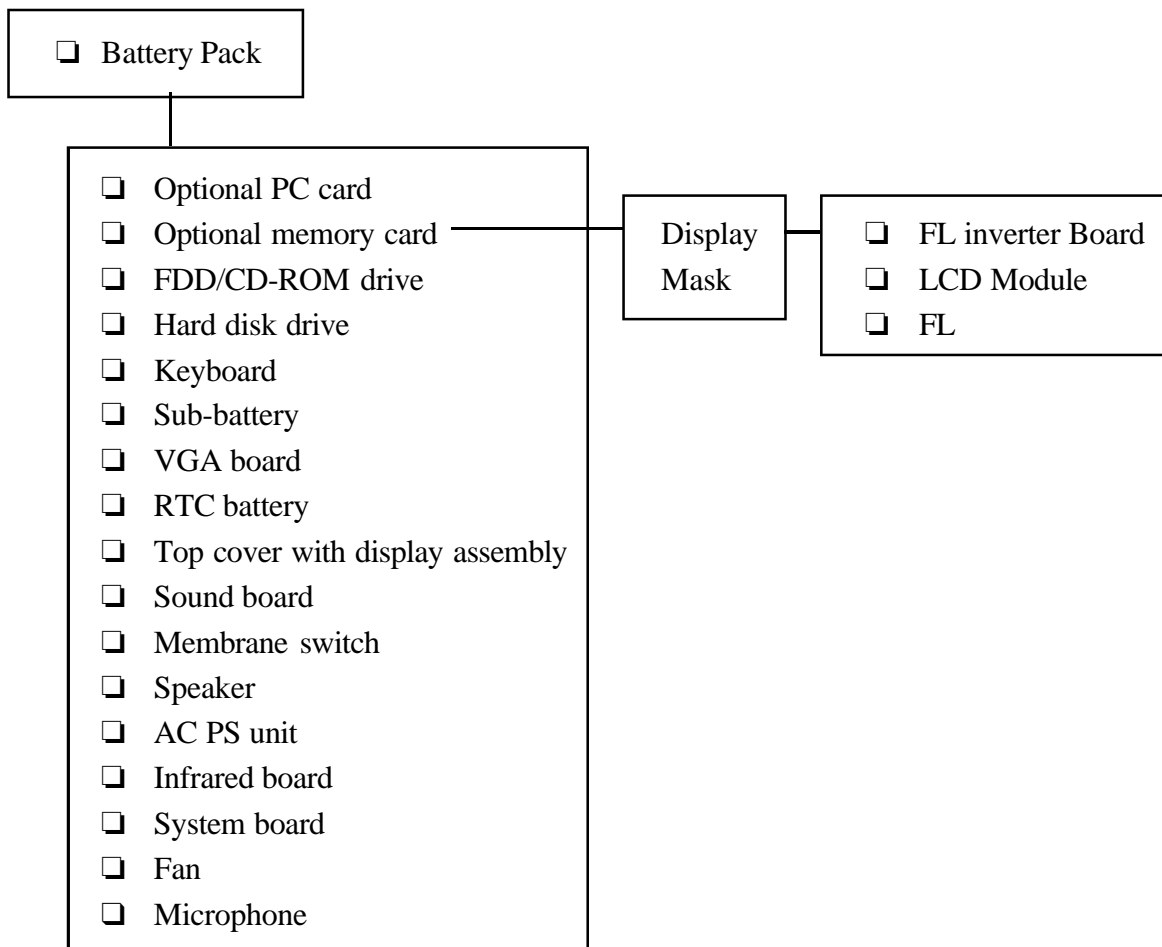 ❏ Battery Pack
❏ Optional PC card
❏ Optional memory card
❏ FDD/CD-ROM drive
❏ Hard disk drive
❏ Keyboard
❏ Sub-battery
❏ VGA board
❏ RTC battery
❏ Top cover with display assembly
❏ Sound board
❏ Membrane switch
❏ Speaker
❏ AC PS unit
❏ Infrared board
❏ System board
❏ Fan
❏ Microphone
Display
Mask
❏ FL inverter Board
❏ LCD Module
❏ FL